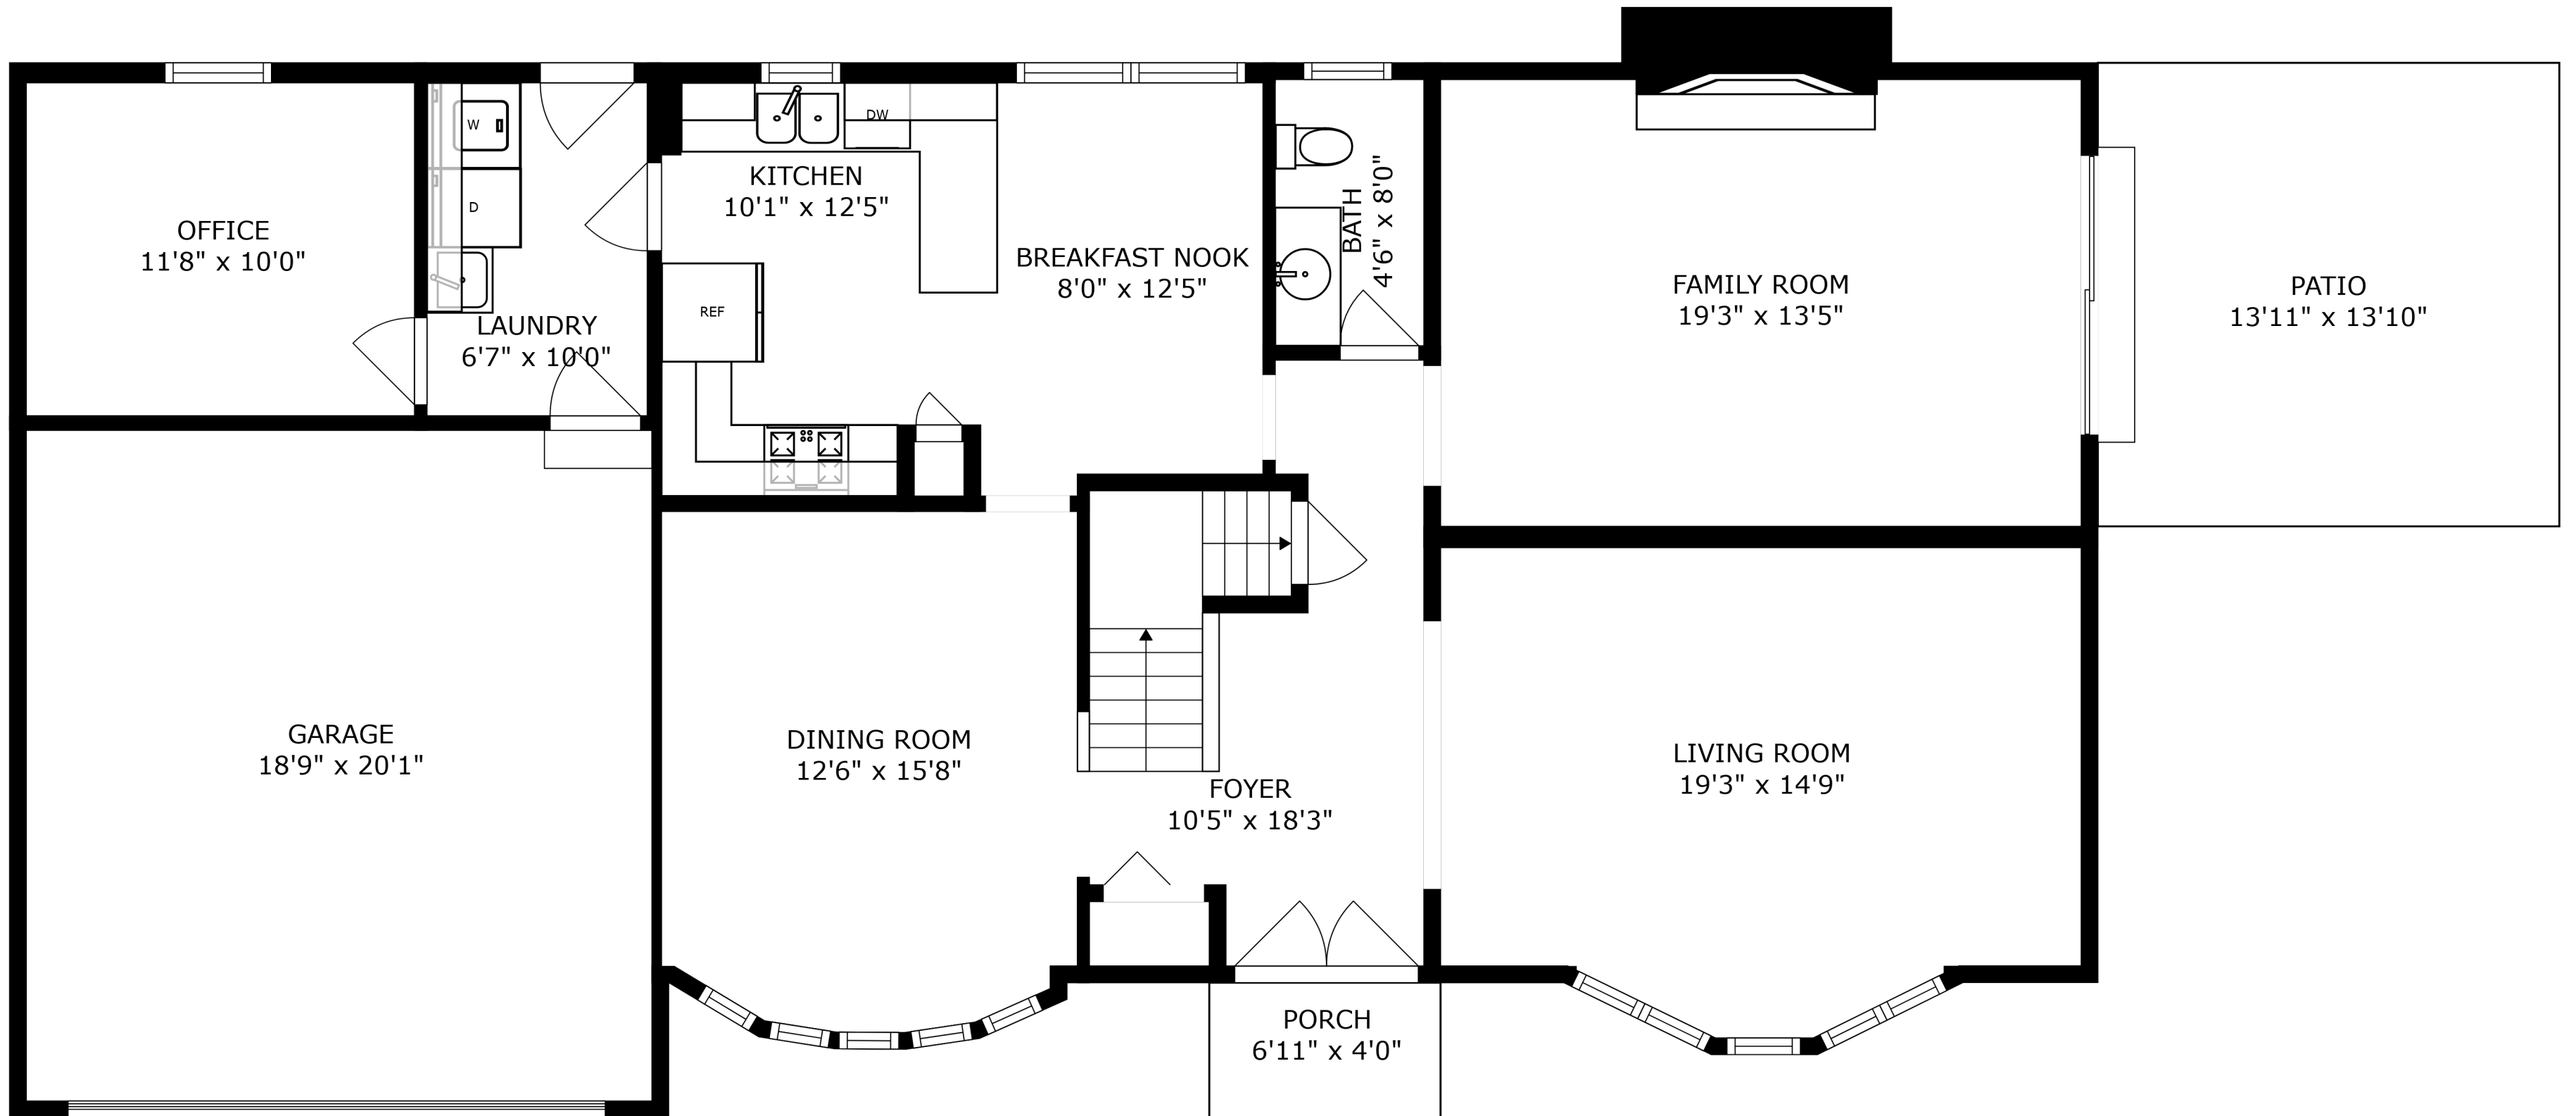 W
D
DW
REF
OFFICE
11'8" x 10'0"
LAUNDRY
6'7" x 10'0"
KITCHEN
10'1" x 12'5"
BREAKFAST NOOK
8'0" x 12'5"
BATH
4'6" x 8'0"
FAMILY ROOM
19'3" x 13'5"
PATIO
13'11" x 13'10"
GARAGE
18'9" x 20'1"
DINING ROOM
12'6" x 15'8"
FOYER
10'5" x 18'3"
LIVING ROOM
19'3" x 14'9"
PORCH
6'11" x 4'0"